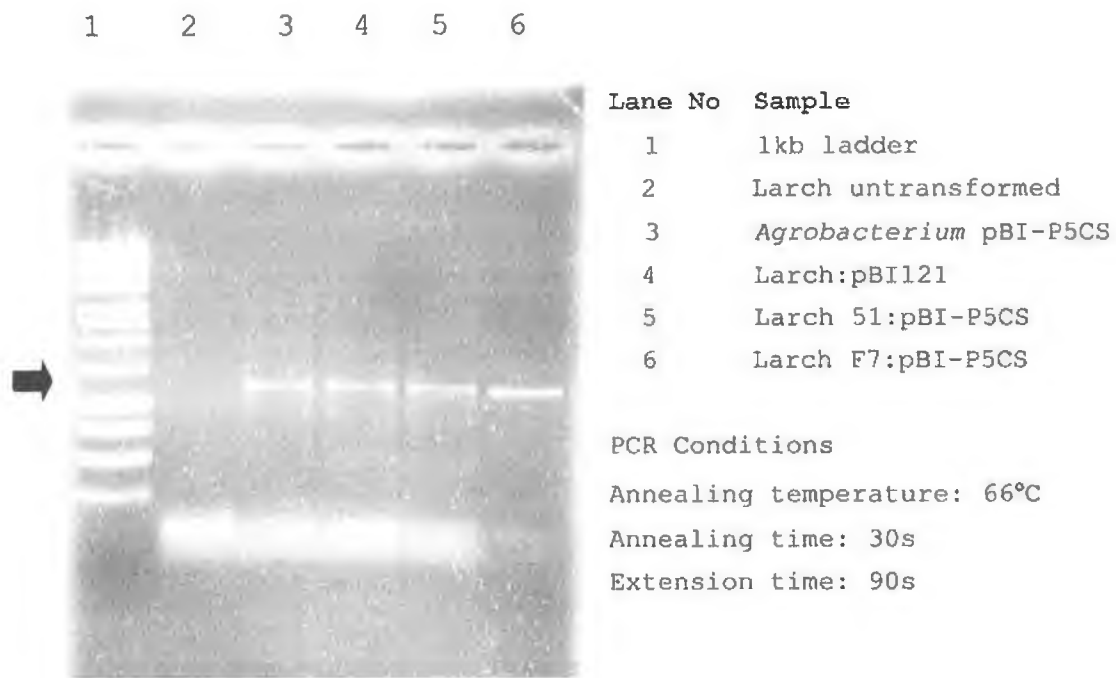 1 2 3 4 5 6
Lane No Sample
1 1kb ladder
2 Larch untransformed
3 Agrobacterium pBI-P5CS
4 Larch:pBI121
5 Larch 51:pBI-P5CS
6 Larch F7:pBI-P5CS
PCR Conditions
Annealing temperature: 66°C
Annealing time: 30s
Extension time: 90s